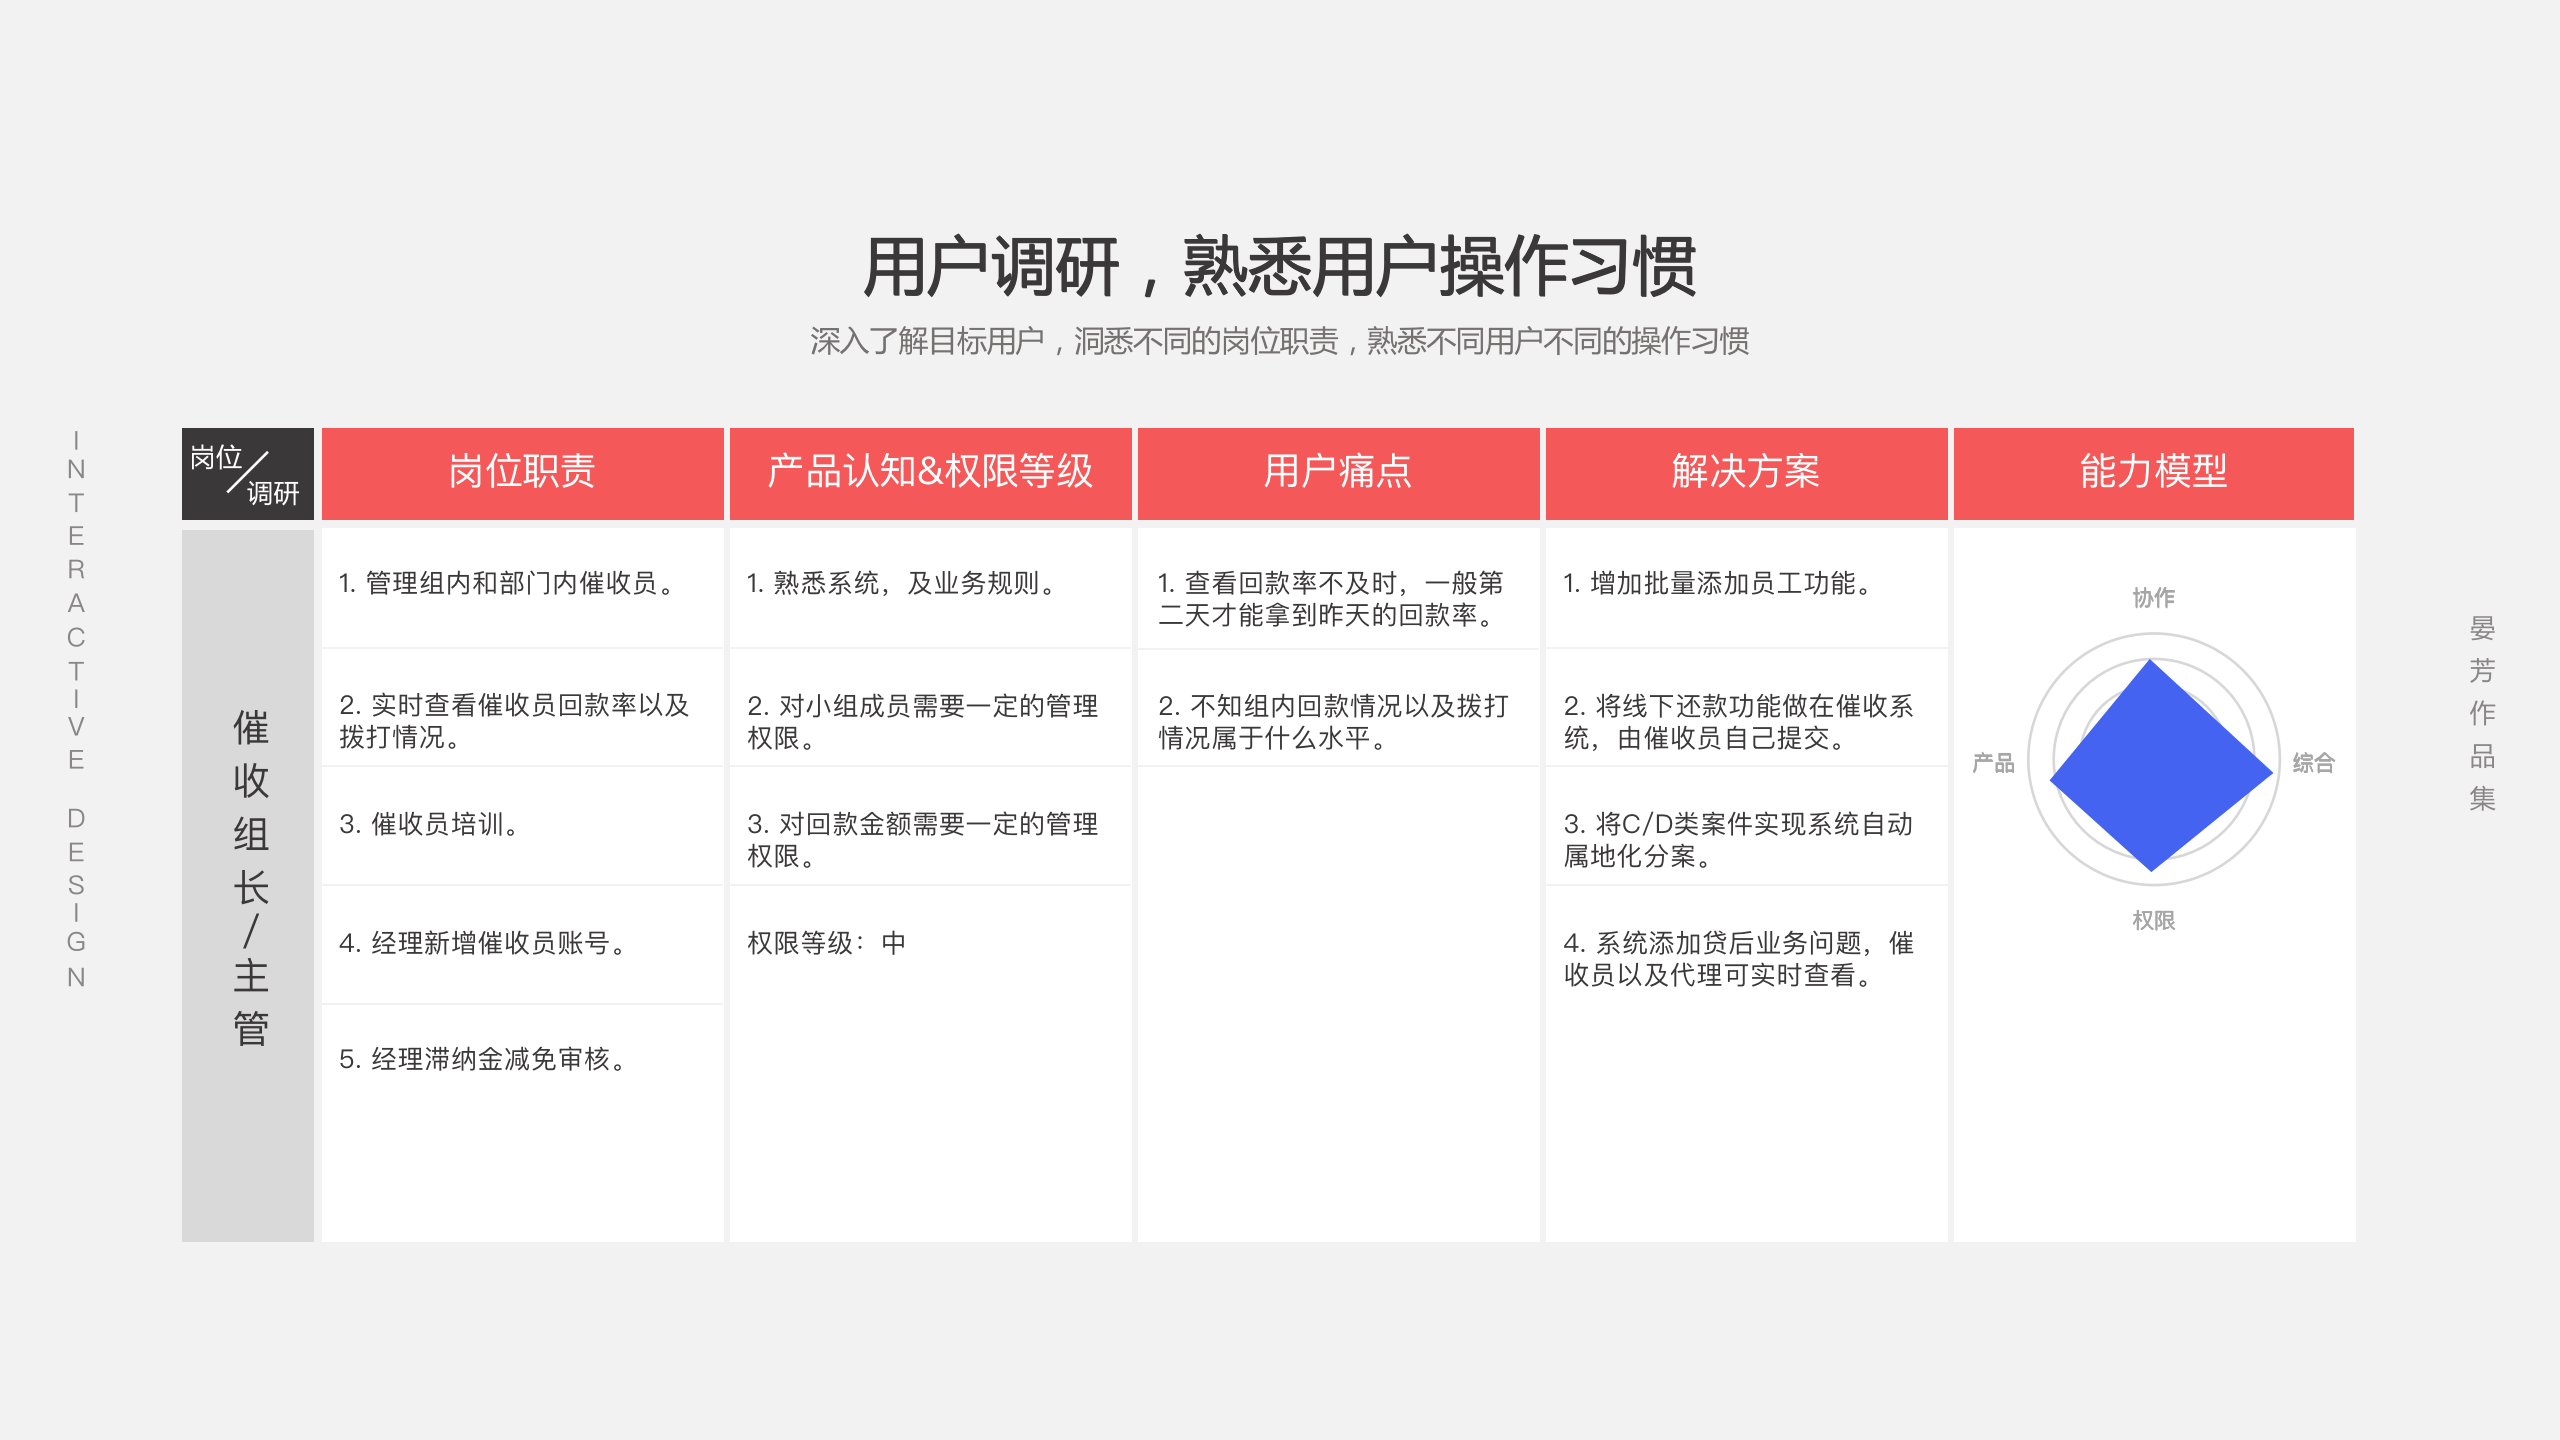 用户调研，熟悉用户操作习惯
深入了解目标用户，洞悉不同的岗位职责，熟悉不同用户不同的操作习惯
INTERACTIVE DESIGN
晏芳作品集
岗位/调研
岗位职责
产品认知&权限等级
用户痛点
解决方案
能力模型
催收组长/主管
1. 管理组内和部门内催收员。
2. 实时查看催收员回款率以及
拨打情况。
3. 催收员培训。
4. 经理新增催收员账号。
5. 经理滞纳金减免审核。
1. 熟悉系统，及业务规则。
2. 对小组成员需要一定的管理
权限。
3. 对回款金额需要一定的管理
权限。
权限等级：中
1. 查看回款率不及时，一般第
二天才能拿到昨天的回款率。
2. 不知组内回款情况以及拨打
情况属于什么水平。
1. 增加批量添加员工功能。
2. 将线下还款功能做在催收系
统，由催收员自己提交。
3. 将C/D类案件实现系统自动
属地化分案。
4. 系统添加贷后业务问题，催
收员以及代理可实时查看。
协作
产品
综合
权限